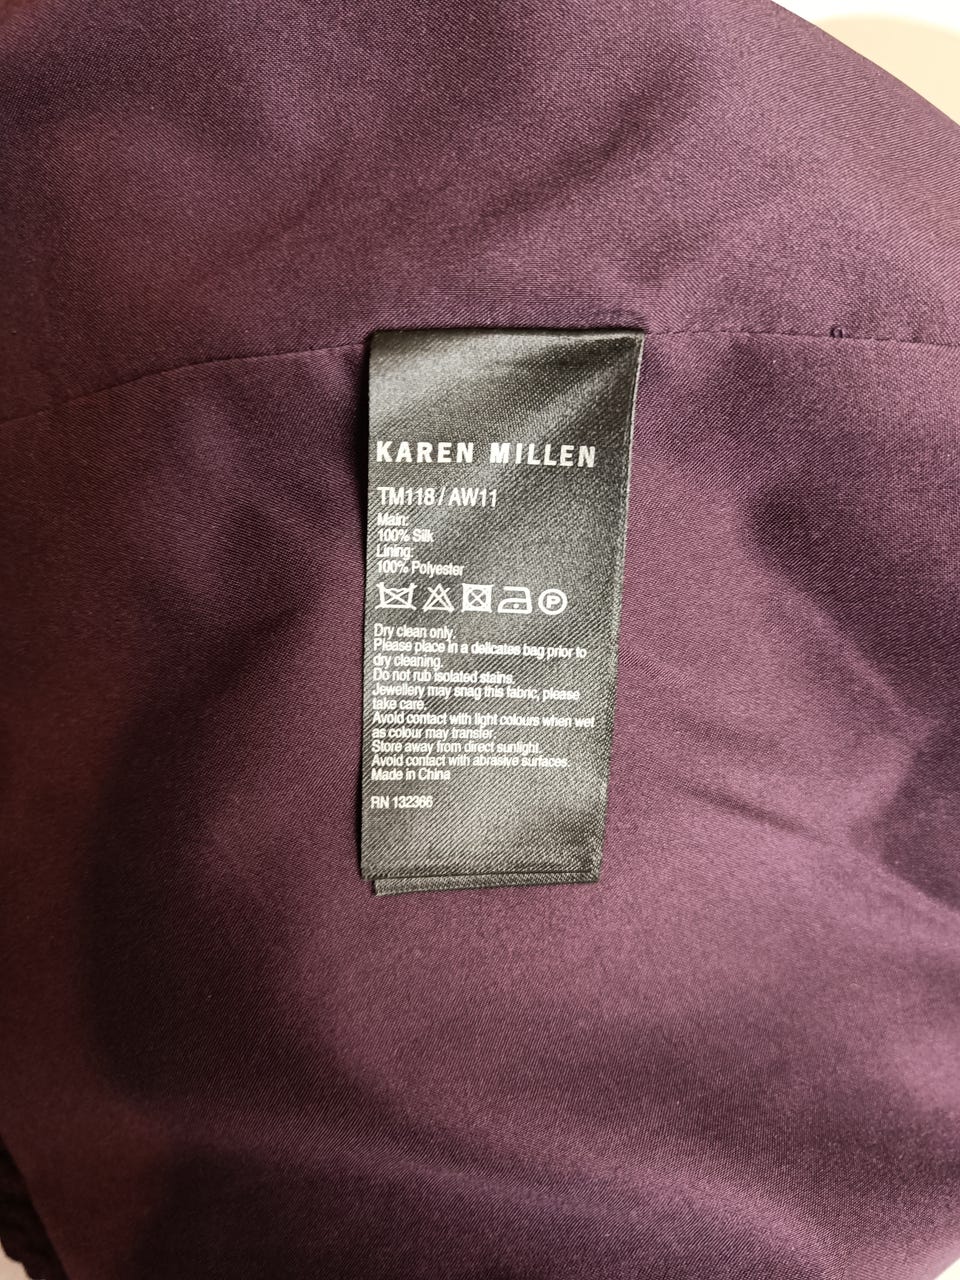 KAREN MILLEN
TM118 / AW11
Main:
100% Silk
Lining:
100% Polyester
P
Dry clean only.
Please place in a delicates bag prior to
dry cleaning.
Do not rub isolated stains.
Jewellery may snag this fabric, please
take care.
Avoid contact with light colours when wet
as colour may transfer.
Store away from direct sunlight.
Avoid contact with abrasive surfaces.
Made in China
RN 132366